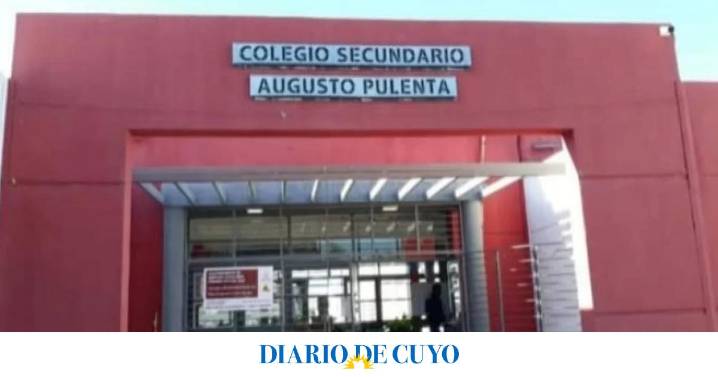 COLEGIO SECUNDARIO
AUGUSTO PULENTA
DIARIO DE CUYO